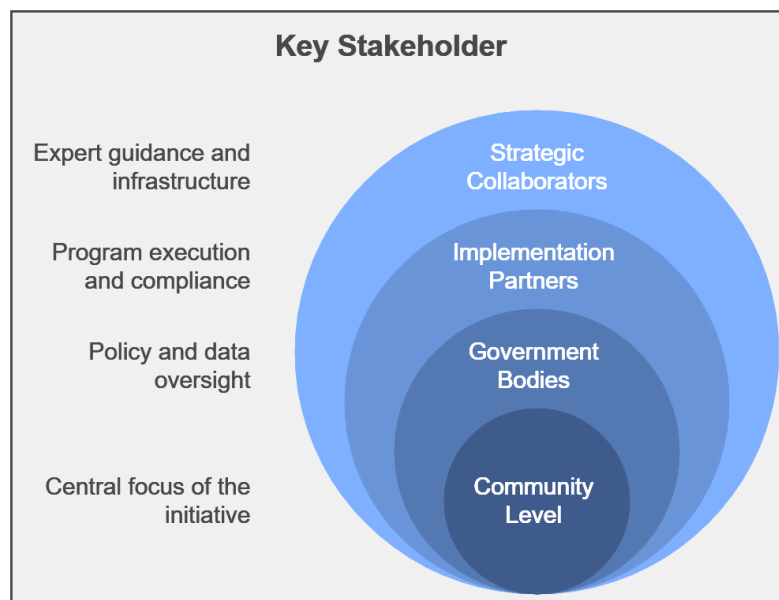 Key Stakeholder
Expert guidance and
infrastructure
Strategic
Collaborators
Program execution
and compliance
Implementation
Partners
Policy and data
oversight
Government
Bodies
Central focus of the
initiative
Community
Level